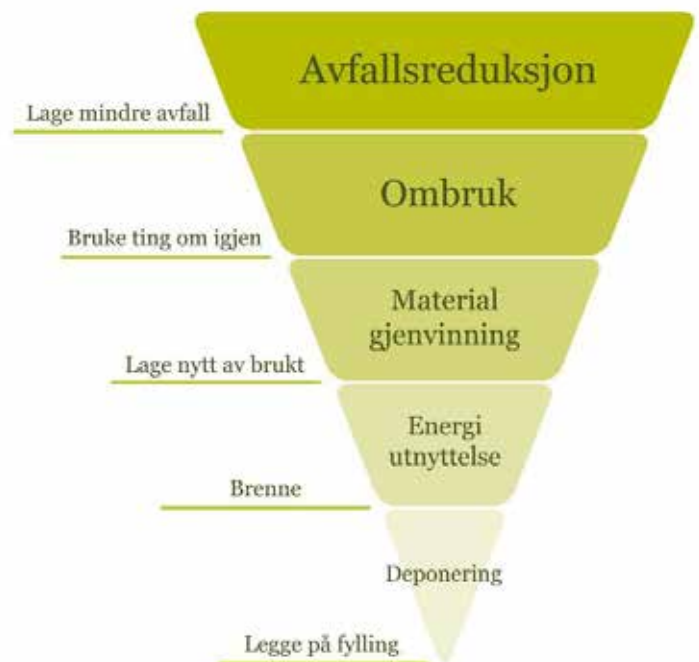 Avfallsreduksjon
Lage mindre avfall
Ombruk
Bruke ting om igjen
Material
gjenvinning
Lage nytt av brukt
Energi
utnyttelse
Brenne
Deponering
Legge på fylling